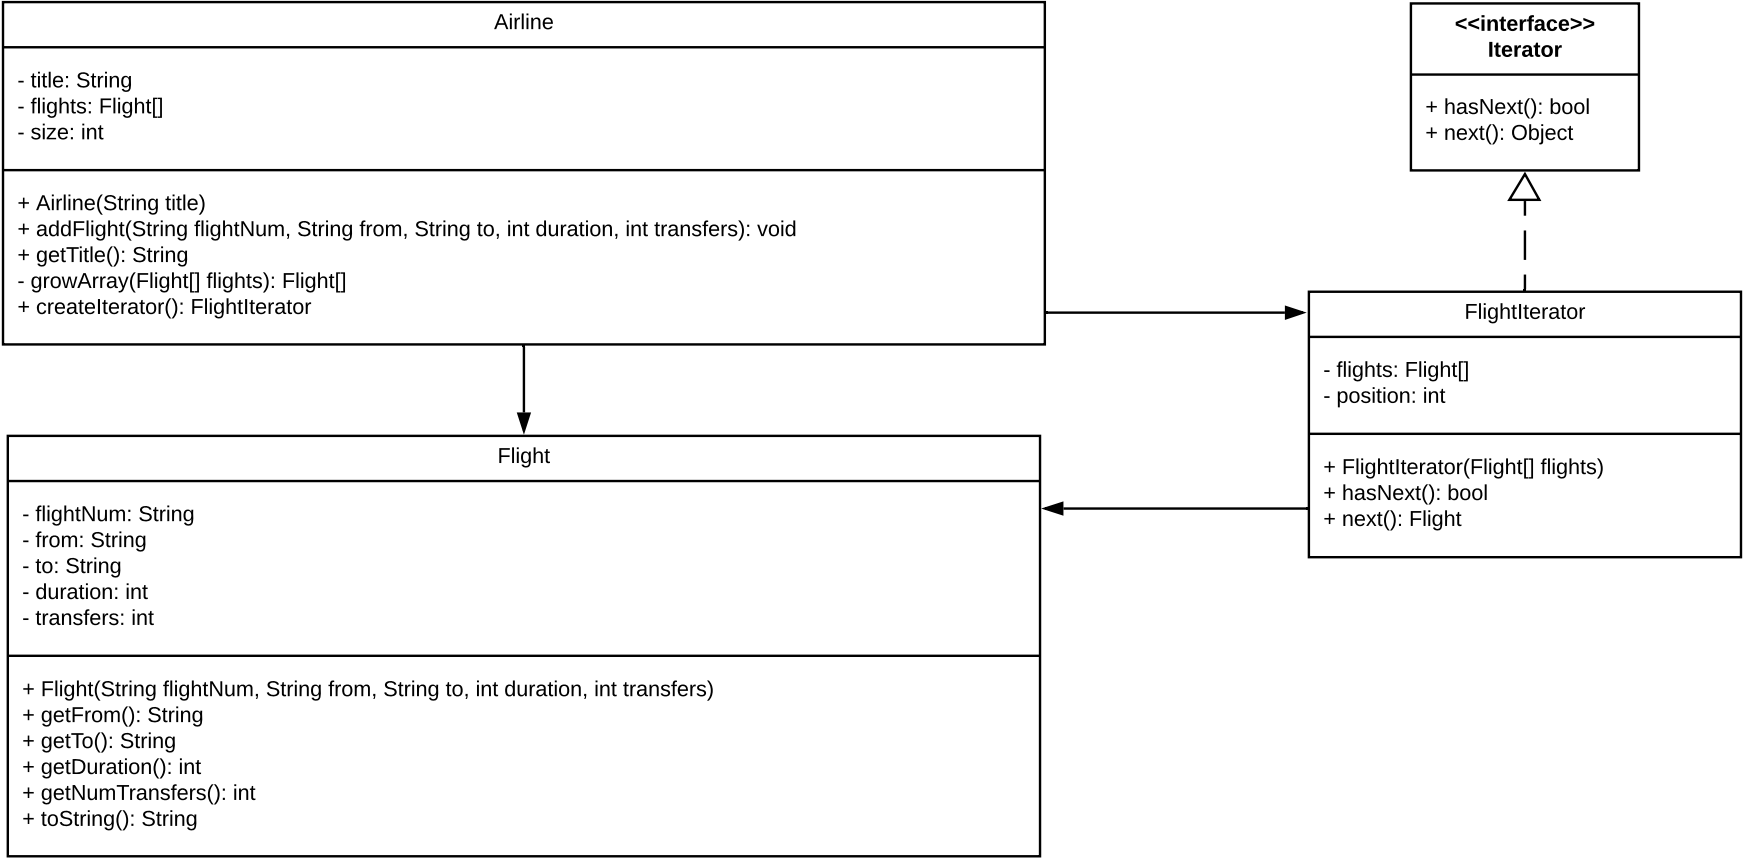 Airline
- title: String
- flights: Flight[]
- size: int
+ Airline(String title)
+ addFlight(String flightNum, String from, String to, int duration, int transfers): void
+ getTitle(): String
- growArray(Flight[] flights): Flight[]
+ createIterator(): FlightIterator
<<interface>>
Iterator
+ hasNext(): bool
+ next(): Object
FlightIterator
- flights: Flight[]
- position: int
+ FlightIterator(Flight[] flights)
+ hasNext(): bool
+ next(): Flight
Flight
- flightNum: String
- from: String
- to: String
- duration: int
- transfers: int
+ Flight(String flightNum, String from, String to, int duration, int transfers)
+ getFrom(): String
+ getTo(): String
+ getDuration(): int
+ getNumTransfers(): int
+ toString(): String